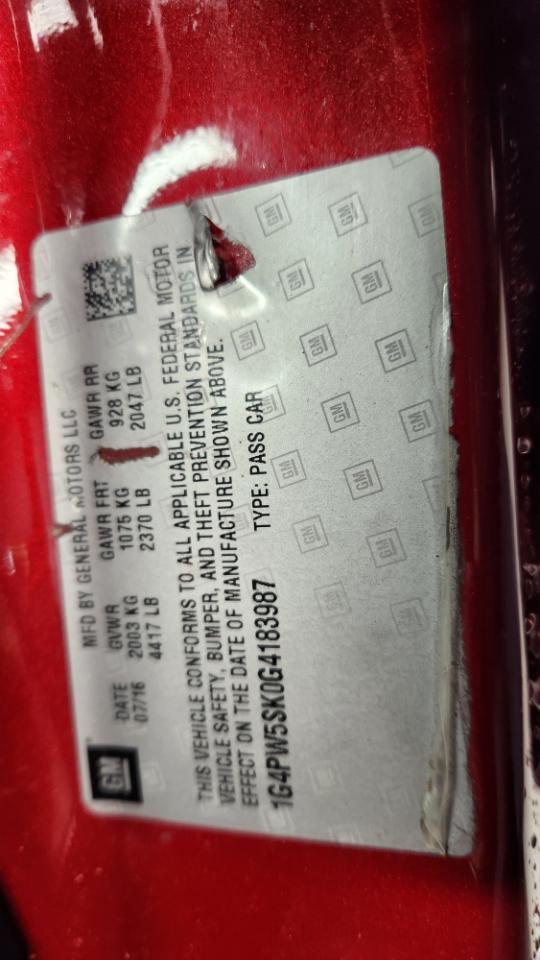 GM
MFD BY GENERAL MOTORS LLC
DATE GVWR GAWR FRT GAWR RR
07/16 2003 KG 1075 KG 928 KG
4417 LB 2370 LB 2047 LB
THIS VEHICLE CONFORMS TO ALL APPLICABLE U.S. FEDERAL MOTOR
VEHICLE SAFETY, BUMPER, AND THEFT PREVENTION STANDARDS IN
EFFECT ON THE DATE OF MANUFACTURE SHOWN ABOVE.
1G4PW5SK0G4183987 TYPE: PASS CAR